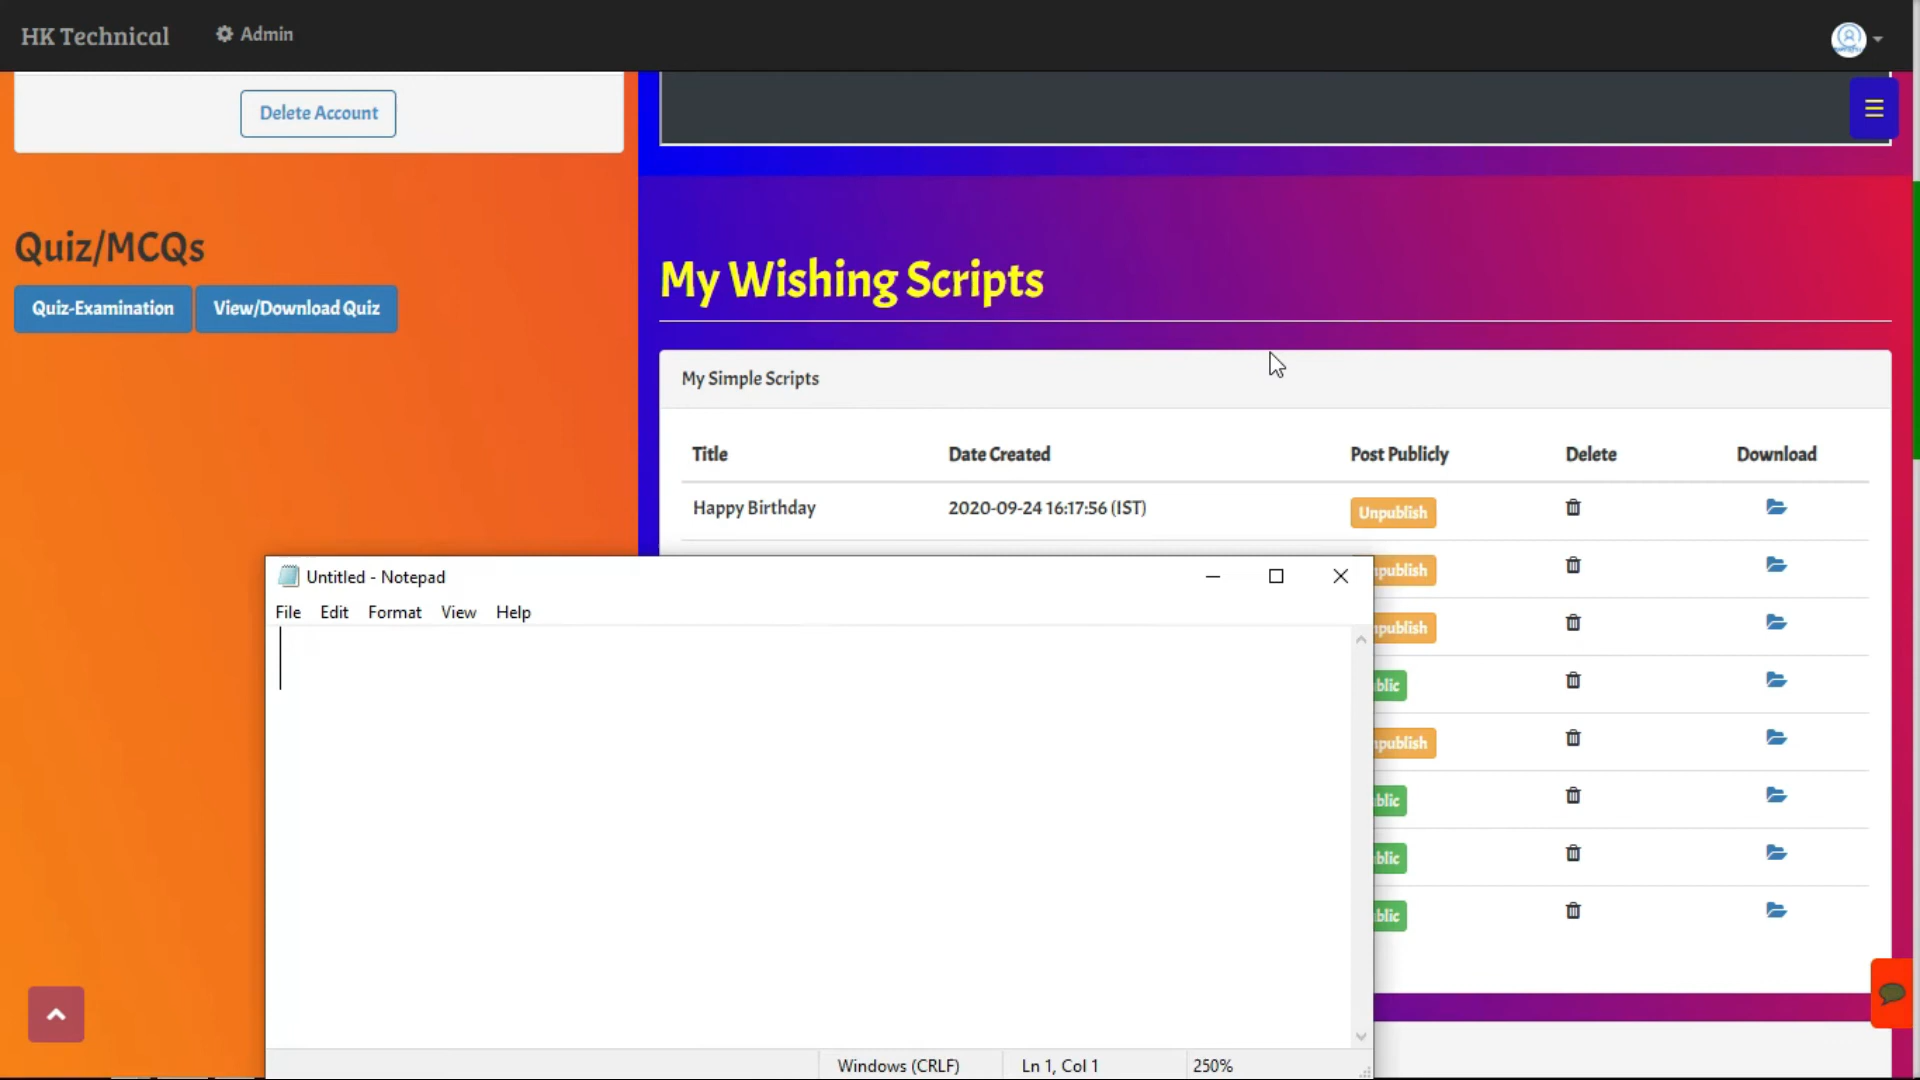 HK Technical
Admin
Delete Account
Quiz/MCQs
Quiz-Examination
View/Download Quiz
My Wishing Scripts
My Simple Scripts
Title Date Created Post Publicly Delete Download
Happy Birthday 2020-09-24 16:17:56 (IST) Unpublish
Untitled - Notepad
File Edit Format View Help
Windows (CRLF) Ln 1, Col 1 250%